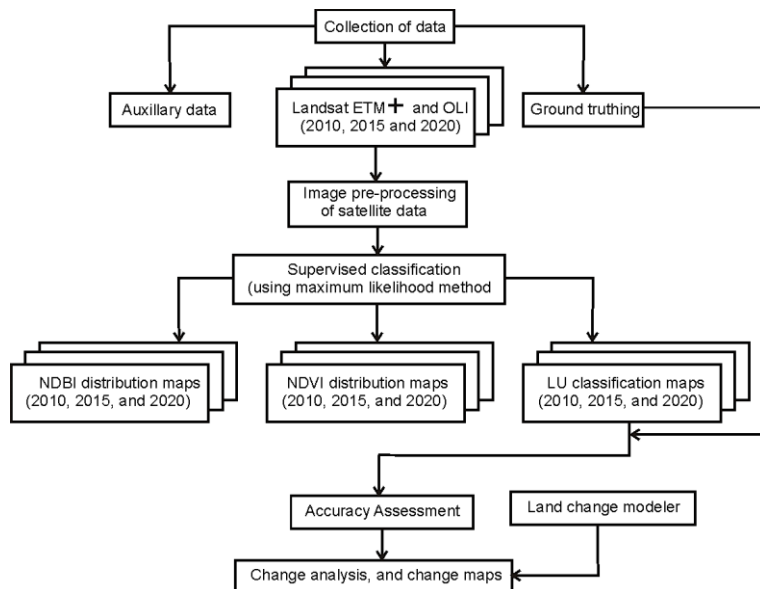 Collection of data
Auxillary data
Landsat ETM+ and OLI
(2010, 2015 and 2020)
Ground truthing
Image pre-processing
of satellite data
Supervised classification
(using maximum likelihood method
NDBI distribution maps
(2010, 2015, and 2020)
NDVI distribution maps
(2010, 2015, and 2020)
LU classification maps
(2010, 2015, and 2020)
Accuracy Assessment
Land change modeler
Change analysis, and change maps